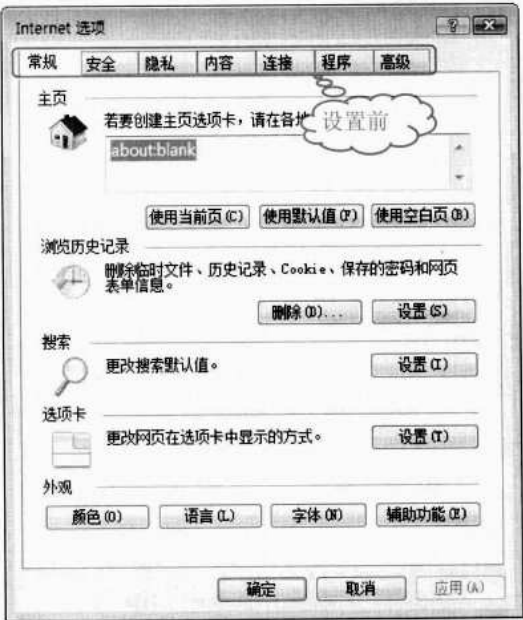 Internet 选项
常规 安全 隐私 内容 连接 程序 高级
主页
若要创建主页选项卡，请在各地
设置前
about:blank
使用当前页(C) 使用默认值(F) 使用空白页(B)
浏览历史记录
删除临时文件、历史记录、Cookie、保存的密码和网页
表单信息。
删除(D)... 设置(S)
搜索
更改搜索默认值。 设置(I)
选项卡
更改网页在选项卡中显示的方式。 设置(T)
外观
颜色(O) 语言(L) 字体(N) 辅助功能(E)
确定 取消 应用(A)